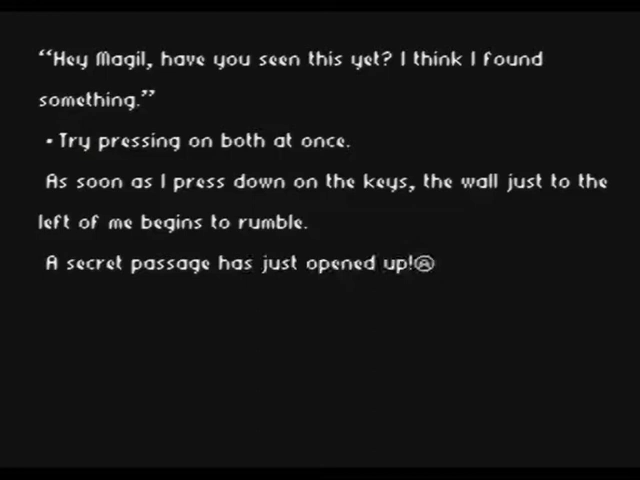 “Hey Magil, have you seen this yet? I think I found
something.”
・Try pressing on both at once.
As soon as I press down on the keys, the wall just to the
left of me begins to rumble.
A secret passage has just opened up!Ⓐ